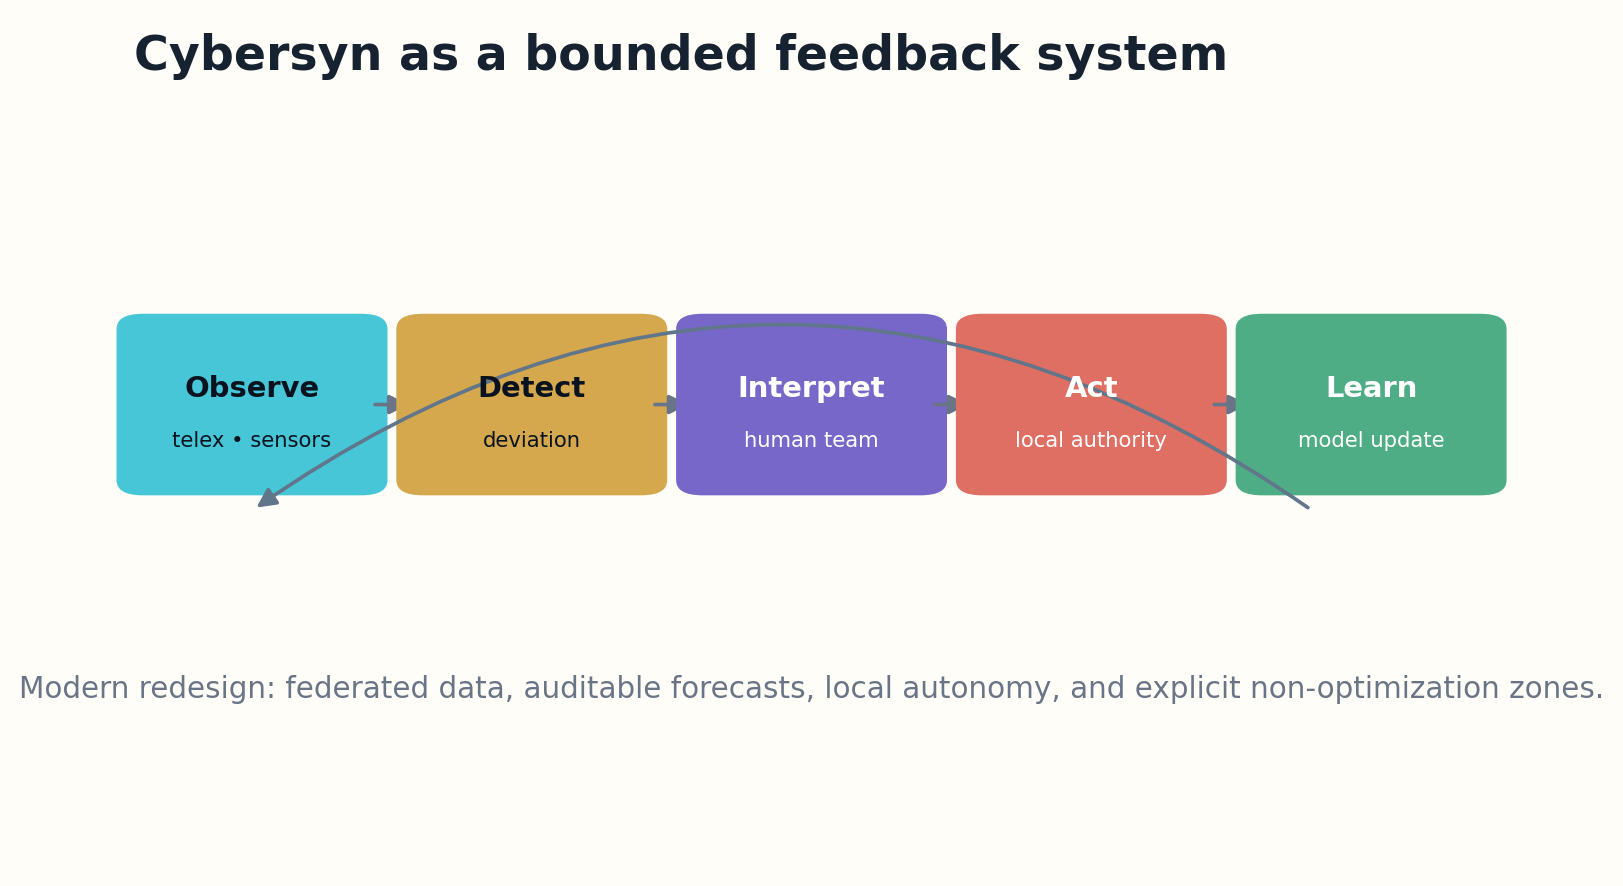 Cybersyn as a bounded feedback system
Observe
telex • sensors
Detect
deviation
Interpret
human team
Act
local authority
Learn
model update
Modern redesign: federated data, auditable forecasts, local autonomy, and explicit non-optimization zones.